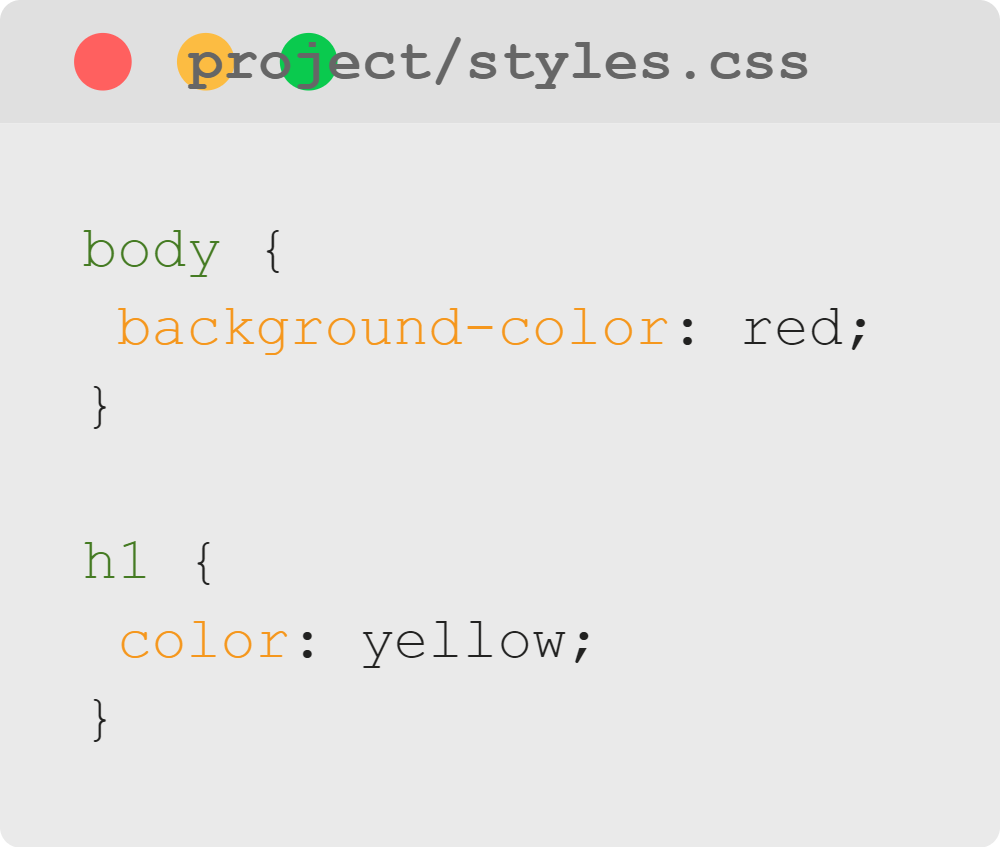 project/styles.css
body {
 background-color: red;
}
h1 {
 color: yellow;
}